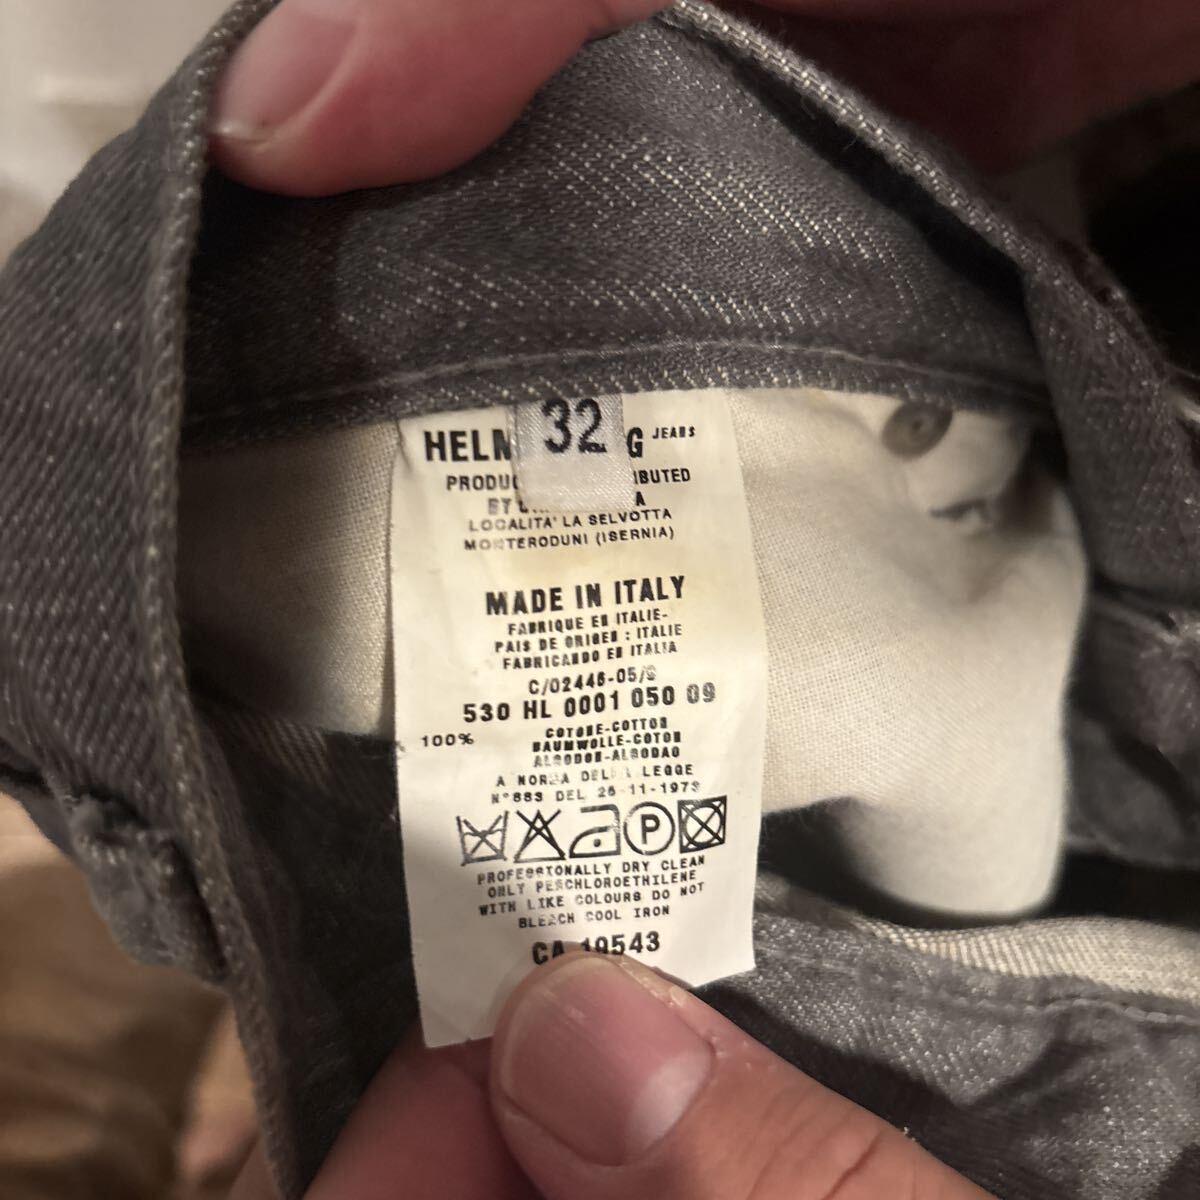 32
HELM G JEANS
PRODU IBUTED
BY A
LOCALITA' LA SELVOTTA
MONTERODUNI (ISERNIA)
MADE IN ITALY
FABRIQUE EN ITALIE-
PAIS DE ORIGEN : ITALIE
FABRICANDO EN ITALIA
C/02446-05/S
530 HL 0001 050 09
100% COTONE-COTTON
BAUMWOLLE-COTON
ALGODON-ALGODAO
A NORMA DELLA LEGGE
N°883 DEL 26-11-1973
P
PROFESSIONALLY DRY CLEAN
ONLY PERCHLOROETHILENE
WITH LIKE COLOURS DO NOT
BLEACH COOL IRON
CA 19543